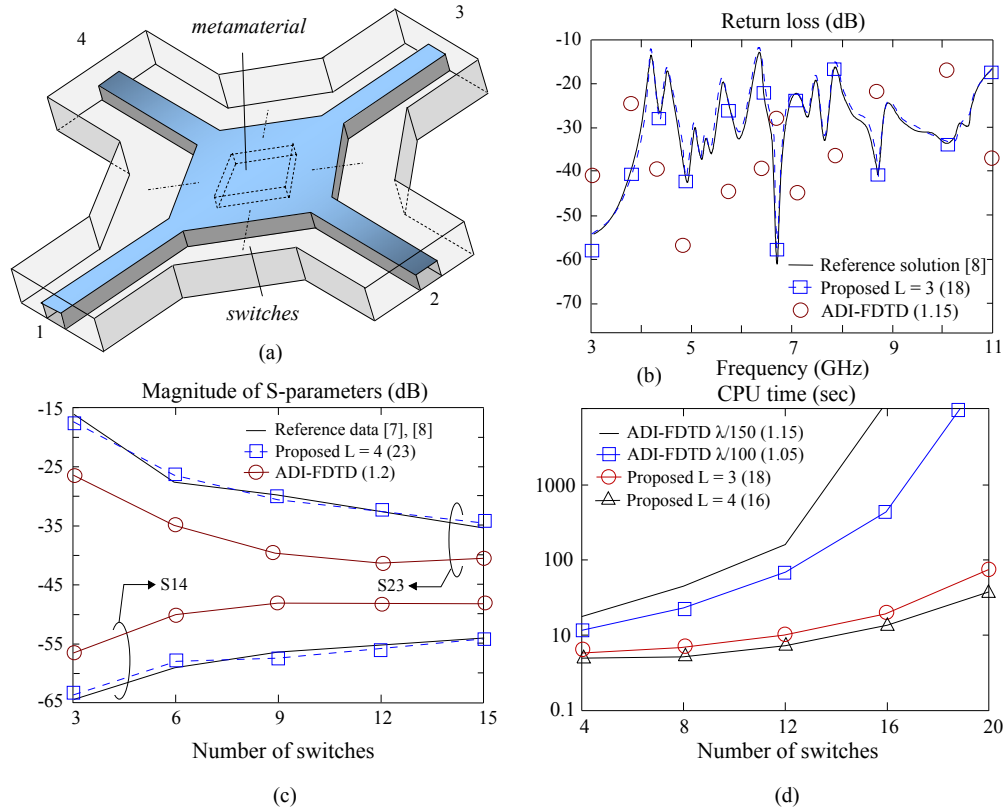 metamaterial
4
3
1
2
switches
(a)
Return loss (dB)
-10
-20
-30
-40
-50
-60
-70
Reference solution [8]
Proposed L = 3 (18)
ADI-FDTD (1.15)
3 5 7 9 11
Frequency (GHz)
(b)
Magnitude of S-parameters (dB)
-15
-25
-35
-45
-55
-65
Reference data [7], [8]
Proposed L = 4 (23)
ADI-FDTD (1.2)
S14
S23
3 6 9 12 15
Number of switches
(c)
CPU time (sec)
1000
100
10
0.1
ADI-FDTD λ/150 (1.15)
ADI-FDTD λ/100 (1.05)
Proposed L = 3 (18)
Proposed L = 4 (16)
4 8 12 16 20
Number of switches
(d)